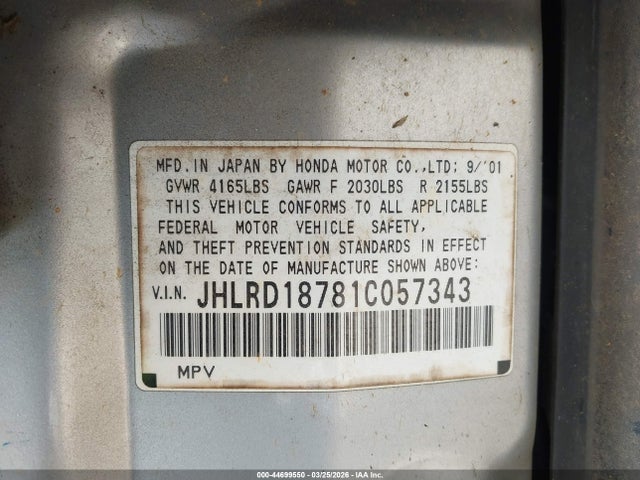 MFD. IN JAPAN BY HONDA MOTOR CO.,LTD; 9/'01
GVWR 4165LBS GAWR F 2030LBS R 2155LBS
THIS VEHICLE CONFORMS TO ALL APPLICABLE
FEDERAL MOTOR VEHICLE SAFETY,
AND THEFT PREVENTION STANDARDS IN EFFECT
ON THE DATE OF MANUFACTURE SHOWN ABOVE:
V.I.N. JHLRD18781C057343
MPV
000-44699550 03/25/2026 - Copyright IAA, LLC